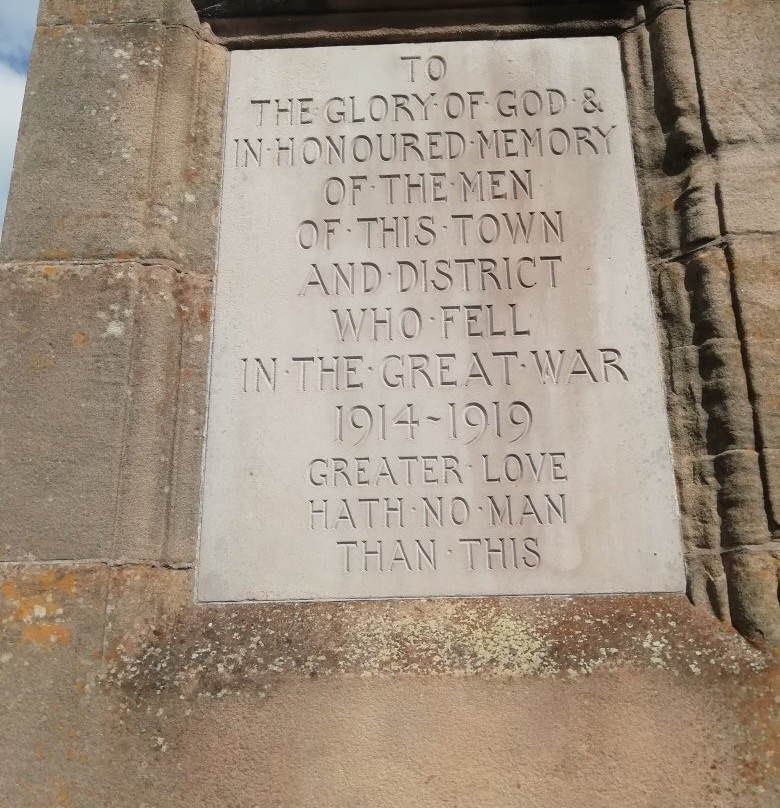 TO
THE·GLORY·OF·GOD·&
IN·HONOURED·MEMORY
OF·THE·MEN
OF·THIS·TOWN
AND·DISTRICT
WHO·FELL
IN·THE·GREAT·WAR
1914~1919
GREATER·LOVE
HATH·NO·MAN
THAN·THIS